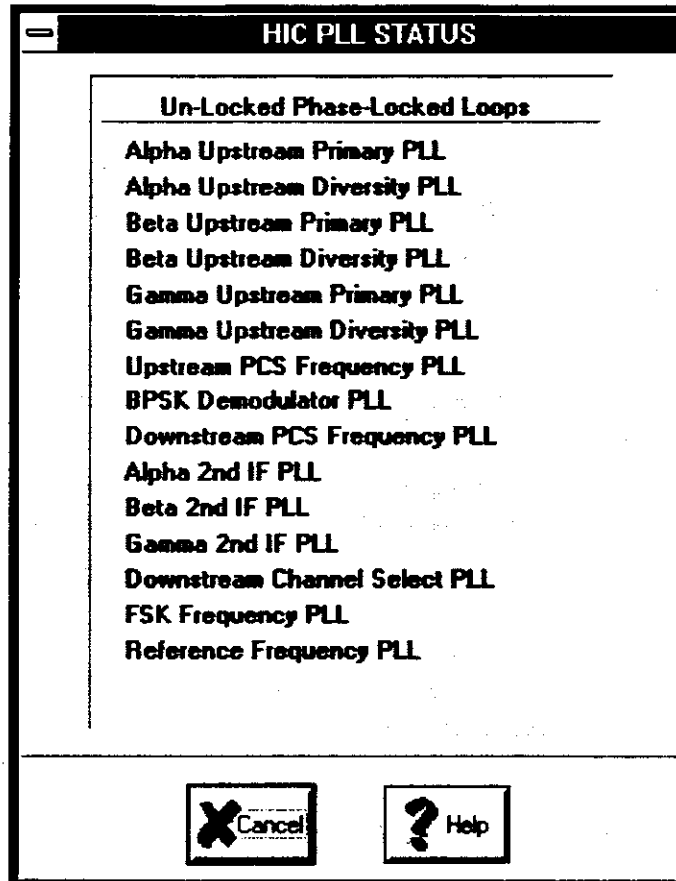 HIC PLL STATUS
Un-Locked Phase-Locked Loops
Alpha Upstream Primary PLL
Alpha Upstream Diversity PLL
Beta Upstream Primary PLL
Beta Upstream Diversity PLL
Gamma Upstream Primary PLL
Gamma Upstream Diversity PLL
Upstream PCS Frequency PLL
BPSK Demodulator PLL
Downstream PCS Frequency PLL
Alpha 2nd IF PLL
Beta 2nd IF PLL
Gamma 2nd IF PLL
Downstream Channel Select PLL
FSK Frequency PLL
Reference Frequency PLL
Cancel
Help